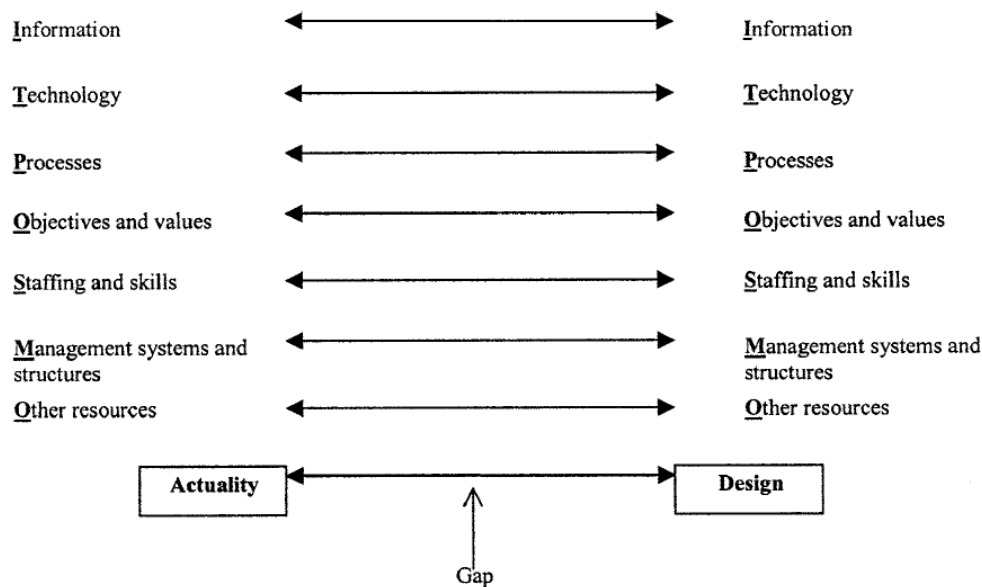 Information Information
Technology Technology
Processes Processes
Objectives and values Objectives and values
Staffing and skills Staffing and skills
Management systems and Management systems and
structures structures
Other resources Other resources
Actuality Design
Gap